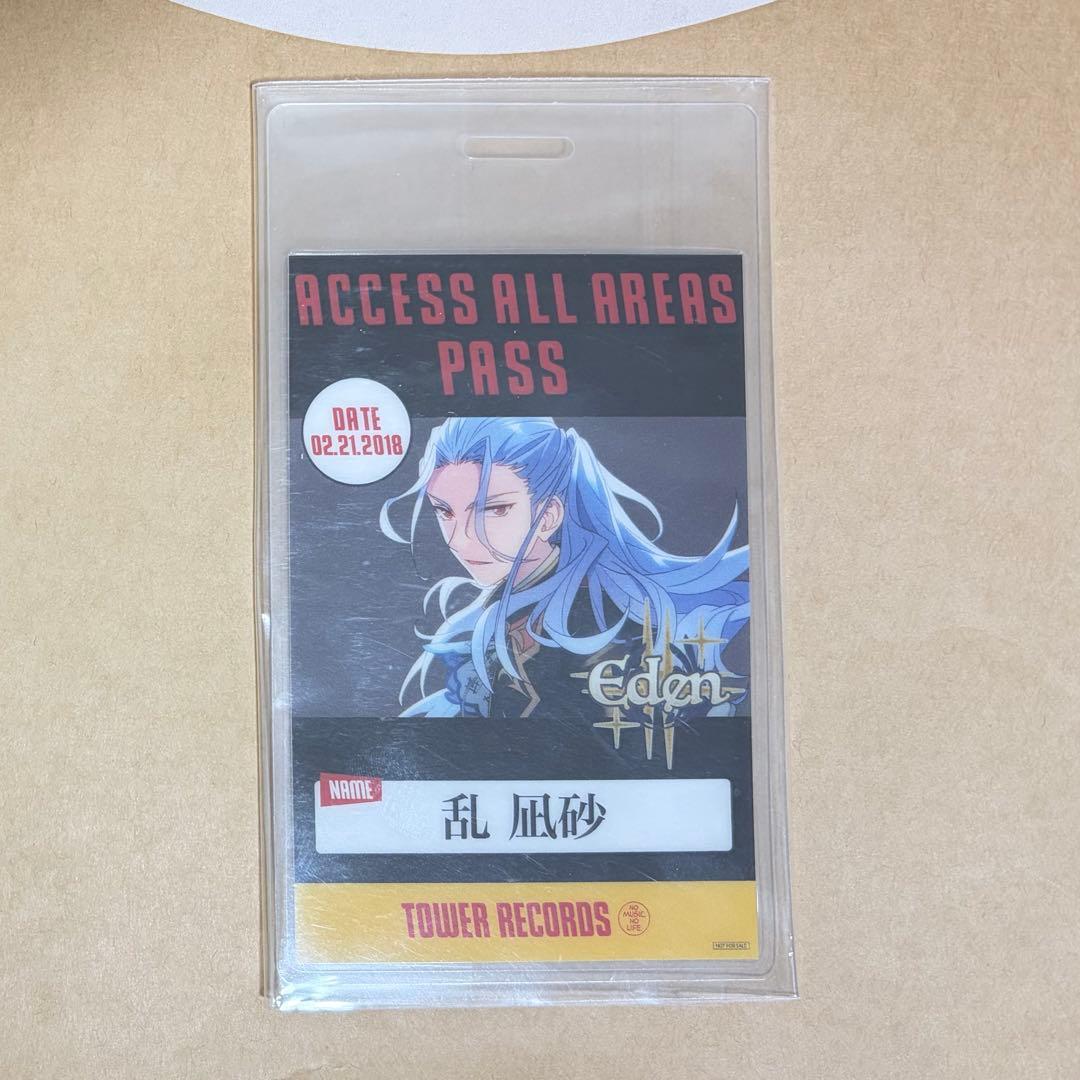 ACCESS ALL AREAS
PASS
DATE
02.21.2018
Eden
NAME
乱 凪砂
TOWER RECORDS
NO
MUSIC,
NO
LIFE.
NOT FOR SALE